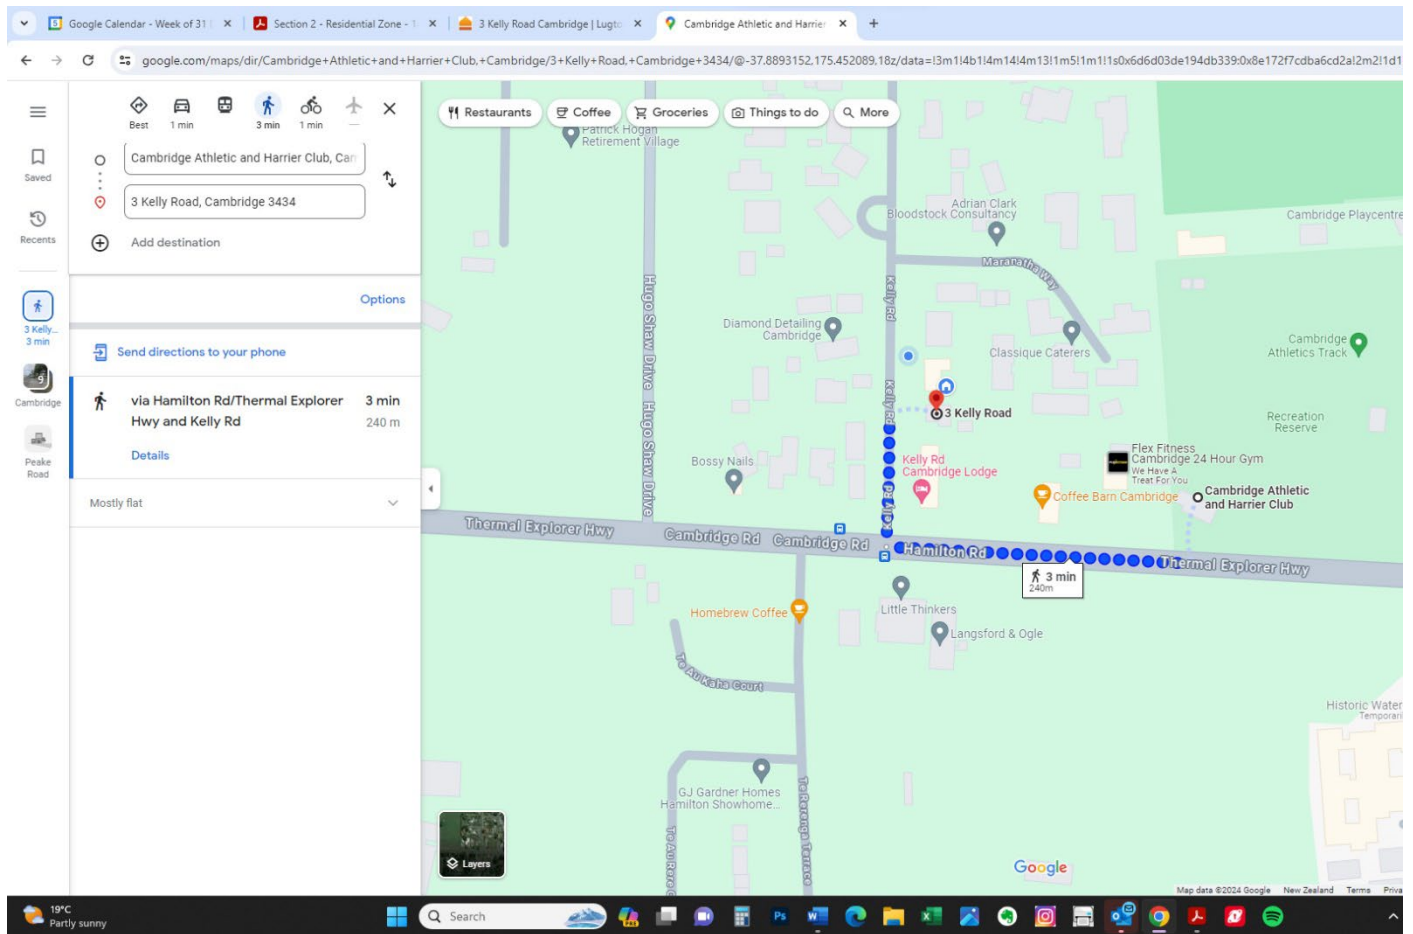 Google Calendar - Week of 31
Section 2 - Residential Zone -
3 Kelly Road Cambridge | Lugto
Cambridge Athletic and Harrier
google.com/maps/dir/Cambridge+Athletic+and+Harrier+Club,+Cambridge/3+Kelly+Road,+Cambridge+3434/@-37.8893152,175.452089,18z/data=!3m1!4b1!4m14!4m13!1m5!1m1!1s0x6d6d03de194db339:0x8e172f7cdba6cd2a!2m2!1d1
Best
1 min
3 min
1 min
Cambridge Athletic and Harrier Club, Cam
3 Kelly Road, Cambridge 3434
Add destination
Saved
Recents
3 Kelly...
3 min
9
Cambridge
Peake
Road
Options
Send directions to your phone
via Hamilton Rd/Thermal Explorer
Hwy and Kelly Rd
3 min
240 m
Details
Mostly flat
Restaurants
Coffee
Groceries
Things to do
More
Patrick Hogan
Retirement Village
Adrian Clark
Bloodstock Consultancy
Cambridge Playcentre
Maranatha Way
Hugo Shaw Drive
Hugo Shaw Drive
Kelly Rd
Kelly Rd
Kelly Rd
Diamond Detailing
Cambridge
Classique Caterers
Cambridge
Athletics Track
3 Kelly Road
Recreation
Reserve
Bossy Nails
Kelly Rd
Cambridge Lodge
Flex Fitness
Cambridge 24 Hour Gym
We Have A
Treat For You
Coffee Barn Cambridge
Cambridge Athletic
and Harrier Club
Thermal Explorer Hwy
Cambridge Rd
Cambridge Rd
Hamilton Rd
Thermal Explorer Hwy
3 min
240m
Homebrew Coffee
Little Thinkers
Langsford & Ogle
Te Au Kaha Court
Historic Water
Temporari
GJ Gardner Homes
Hamilton Showhome...
Te Rerenga Terrace
Layers
Google
Map data ©2024 Google
New Zealand
Terms
Priva
19°C
Partly sunny
Search